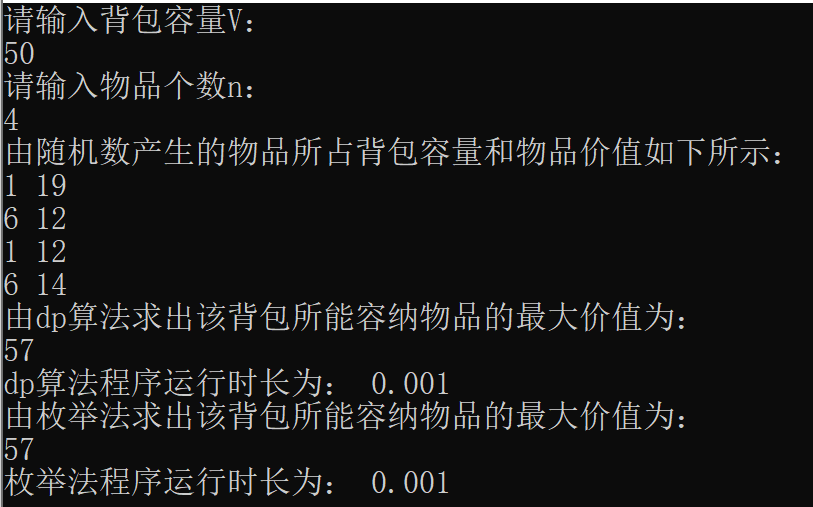 请输入背包容量V：
50
请输入物品个数n：
4
由随机数产生的物品所占背包容量和物品价值如下所示：
1 19
6 12
1 12
6 14
由dp算法求出该背包所能容纳物品的最大价值为：
57
dp算法程序运行时长为： 0.001
由枚举法求出该背包所能容纳物品的最大价值为：
57
枚举法程序运行时长为： 0.001